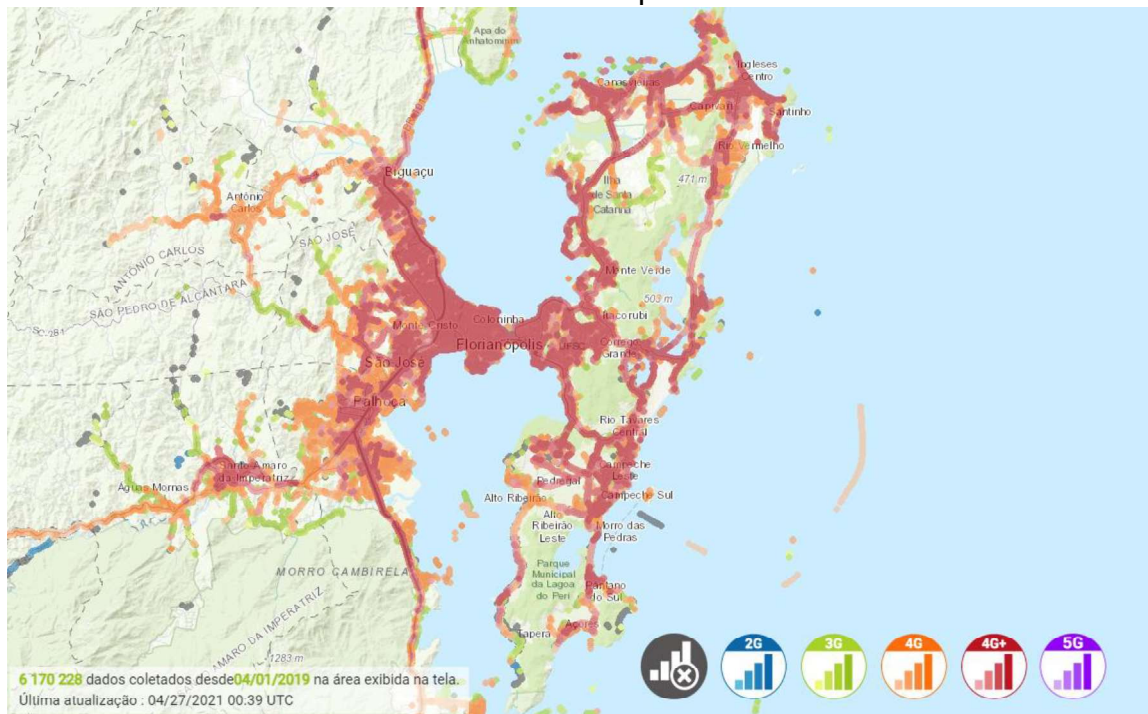 Apa do
Anhatomirim
Ingleses
Centro
Canasvieiras
Capivari
Santinho
Rio Vermelho
BR-101
Biguaçu
471 m
Ilha
de Santa
Catarina
Antônio
Carlos
SÃO JOSÉ
ANTÔNIO CARLOS
Monte Verde
SÃO PEDRO DE ALCÂNTARA
503 m
SC-281
Itacorubi
Coloninha
Monte Cristo
Florianópolis
UFSC
Córrego
Grande
São José
Palhoça
Rio Tavares
Central
Santo Amaro
da Imperatriz
Campeche
Leste
Pedregal
Águas Mornas
Alto Ribeirão
Campeche Sul
Alto
Ribeirão
Leste
Morro das
Pedras
MORRO CAMBIRELA
Parque
Municipal
da Lagoa
do Peri
Pântano
do Sul
Açores
Tapera
AMARO DA IMPERATRIZ
1283 m
2G
3G
4G
4G+
5G
6 170 228 dados coletados desde04/01/2019 na área exibida na tela.
Última atualização : 04/27/2021 00:39 UTC